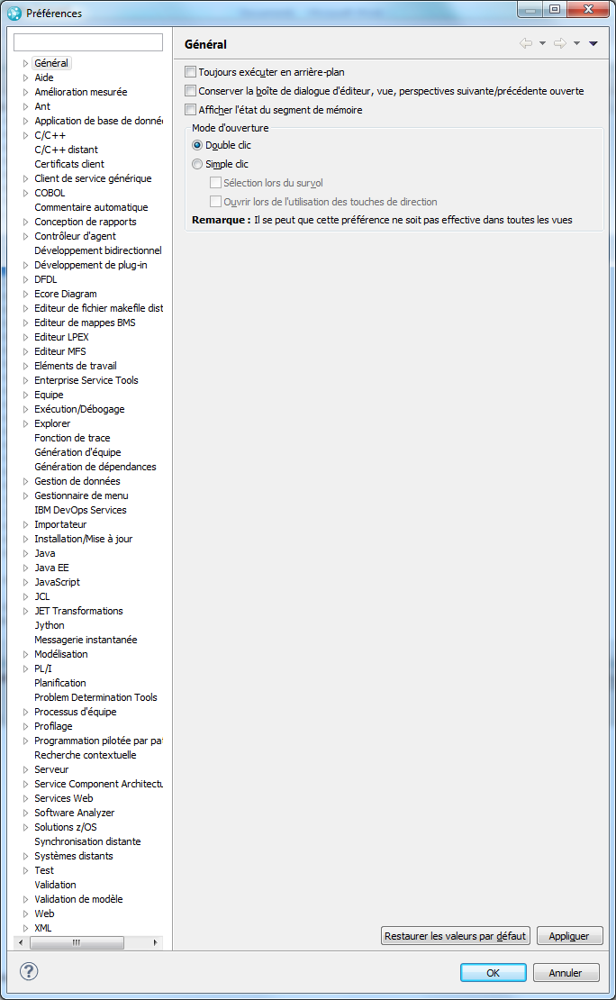 Préférences
Général
Aide
Amélioration mesurée
Ant
Application de base de donné
C/C++
C/C++ distant
Certificats client
Client de service générique
COBOL
Commentaire automatique
Conception de rapports
Contrôleur d'agent
Développement bidirectionnel
Développement de plug-in
DFDL
Ecore Diagram
Editeur de fichier makefile dist
Editeur de mappes BMS
Editeur LPEX
Editeur MFS
Eléments de travail
Enterprise Service Tools
Equipe
Exécution/Débogage
Explorer
Fonction de trace
Génération d'équipe
Génération de dépendances
Gestion de données
Gestionnaire de menu
IBM DevOps Services
Importateur
Installation/Mise à jour
Java
Java EE
JavaScript
JCL
JET Transformations
Jython
Messagerie instantanée
Modélisation
PL/I
Planification
Problem Determination Tools
Processus d'équipe
Profilage
Programmation pilotée par pa
Recherche contextuelle
Serveur
Service Component Architectu
Services Web
Software Analyzer
Solutions z/OS
Synchronisation distante
Systèmes distants
Test
Validation
Validation de modèle
Web
XML
Général
Toujours exécuter en arrière-plan
Conserver la boîte de dialogue d'éditeur, vue, perspectives suivante/précédente ouverte
Afficher l'état du segment de mémoire
Mode d'ouverture
Double clic
Simple clic
Sélection lors du survol
Ouvrir lors de l'utilisation des touches de direction
Remarque : Il se peut que cette préférence ne soit pas effective dans toutes les vues
Restaurer les valeurs par défaut
Appliquer
OK
Annuler